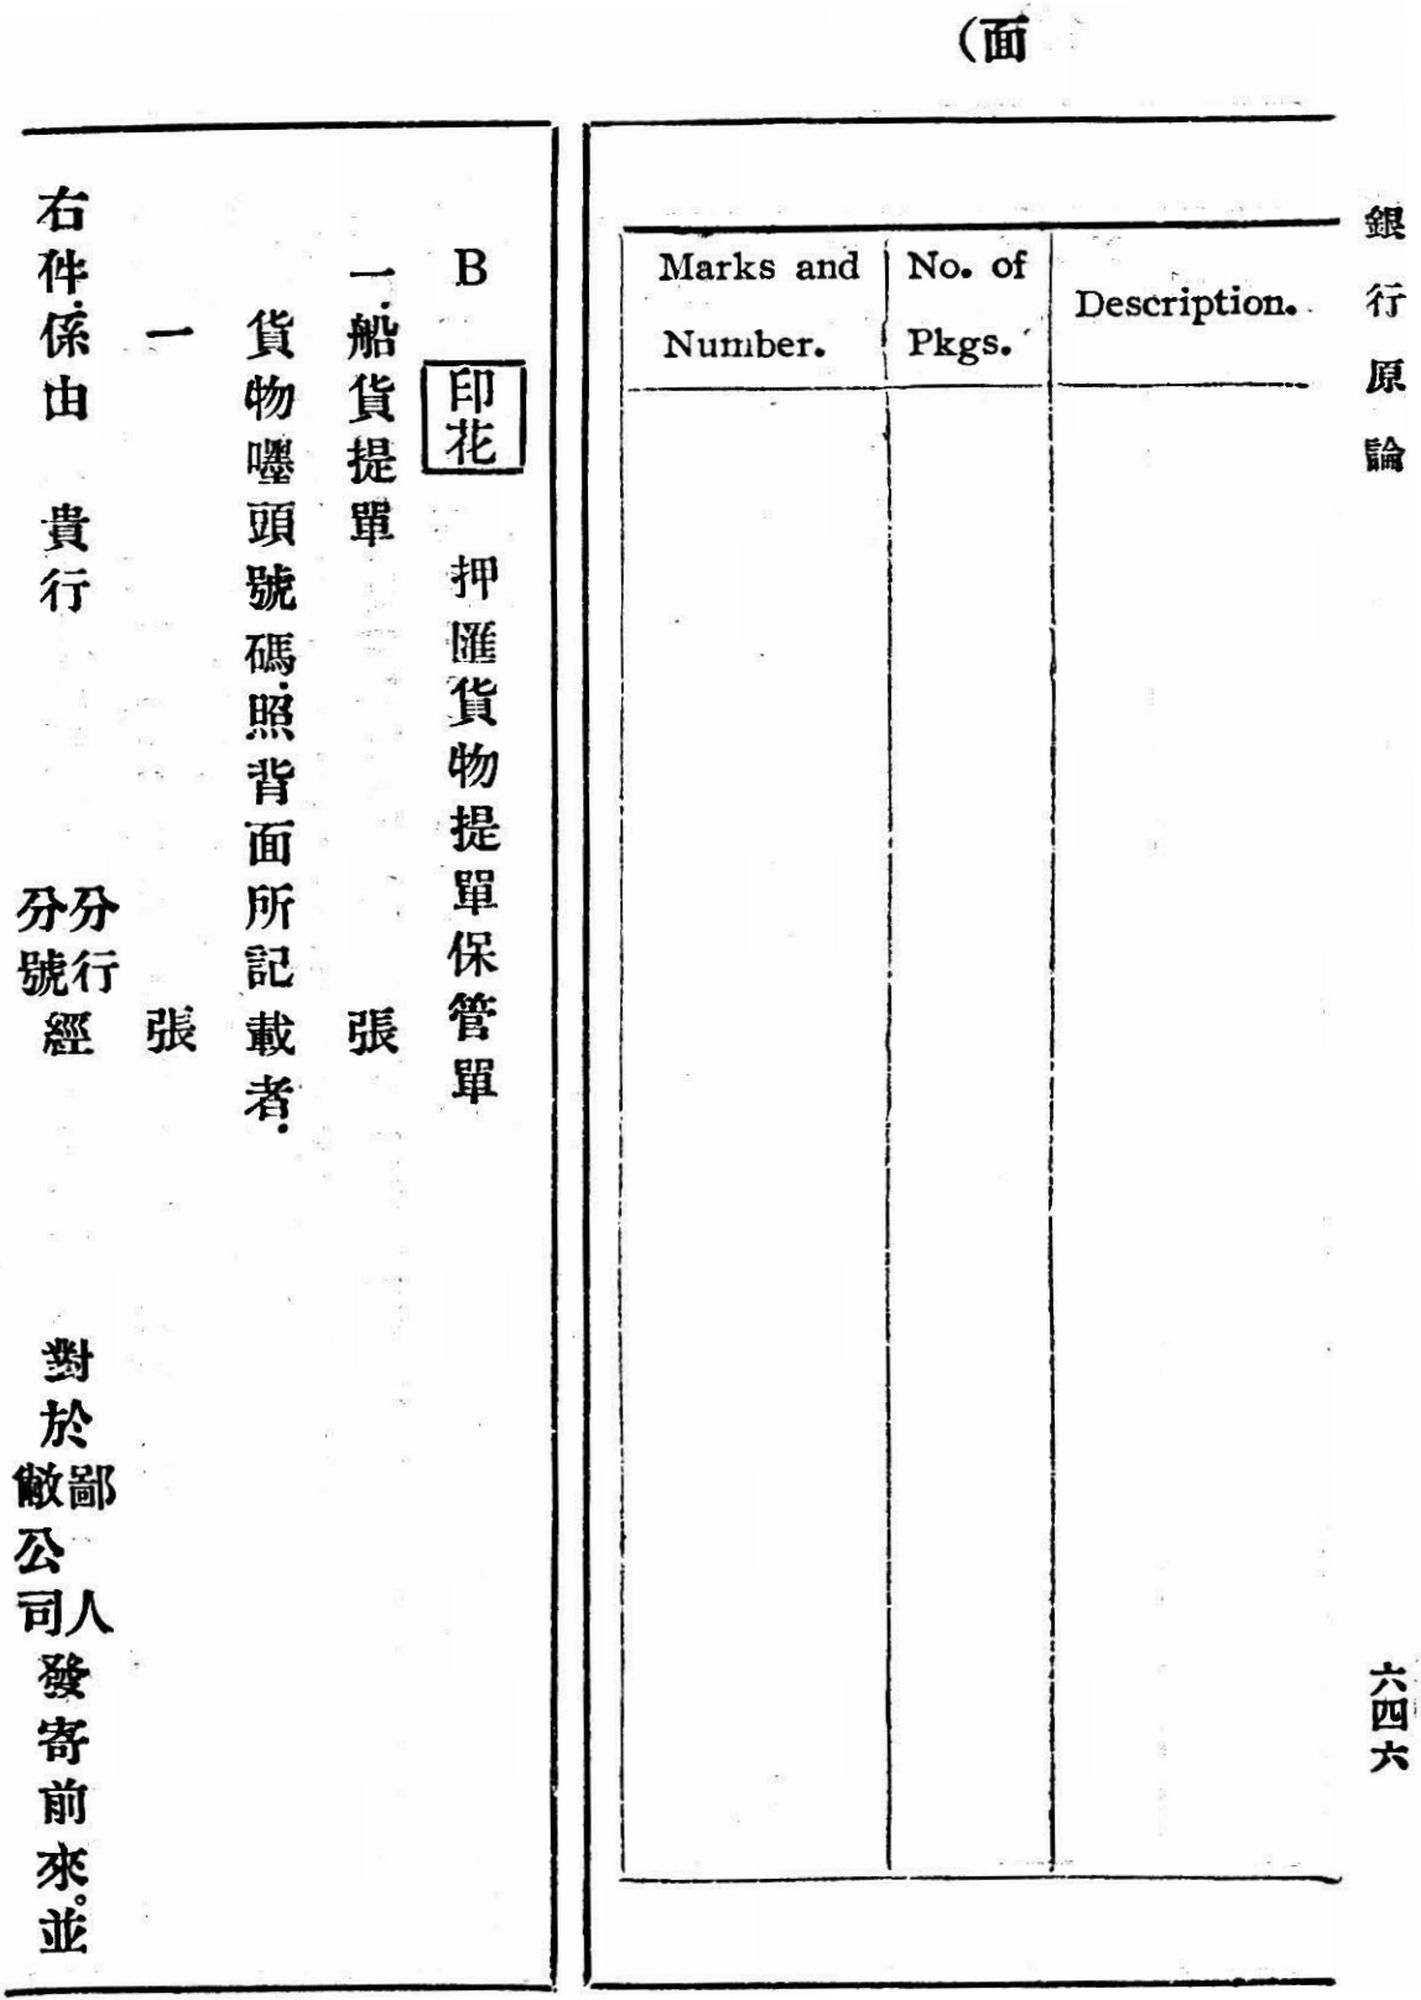 (面
銀行原論
六四六
Marks and Number.
No. of Pkgs.
Description.
B 印花 押匯貨物提單保管單
一.船貨提單 張
貨物嚜頭號碼.照背面所記載者.
一 張
右件.係由 貴行 分行分號經 對於鄙人敝公司發寄前來。並